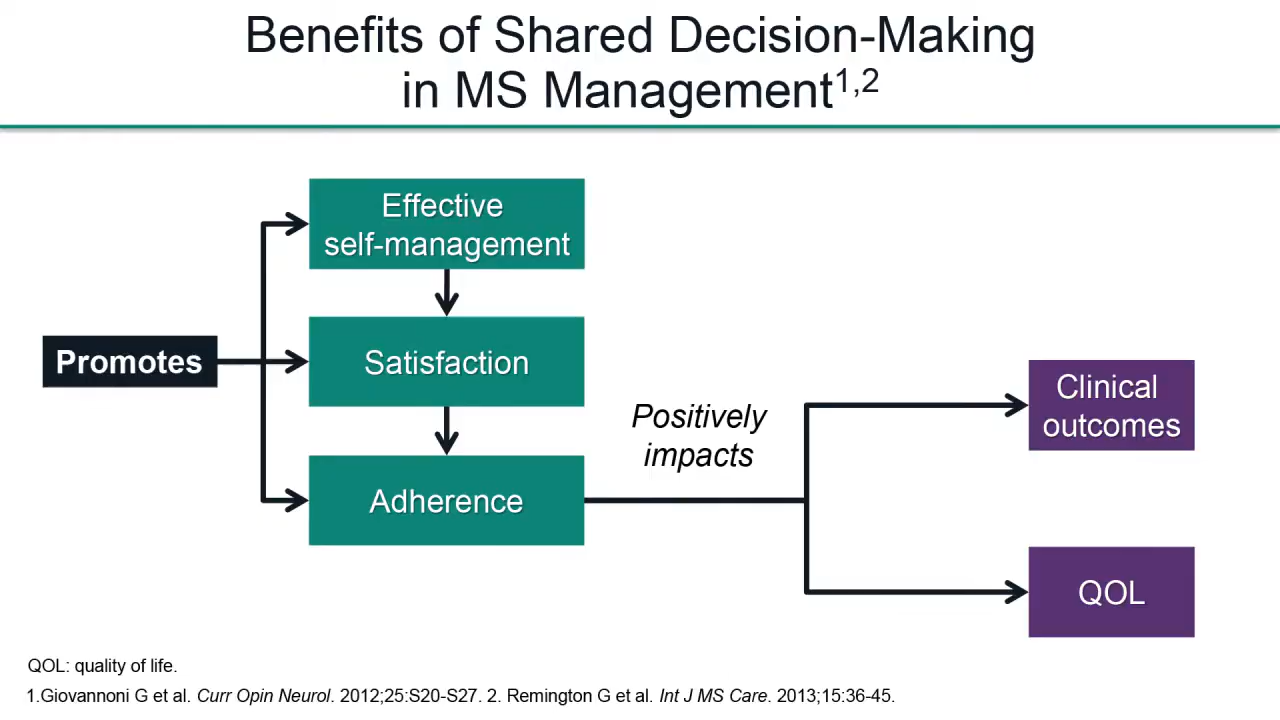 Benefits of Shared Decision-Making
in MS Management1,2
Effective
self-management
Promotes
Satisfaction
Adherence
Positively
impacts
Clinical
outcomes
QOL
QOL: quality of life.
1.Giovannoni G et al. Curr Opin Neurol. 2012;25:S20-S27. 2. Remington G et al. Int J MS Care. 2013;15:36-45.